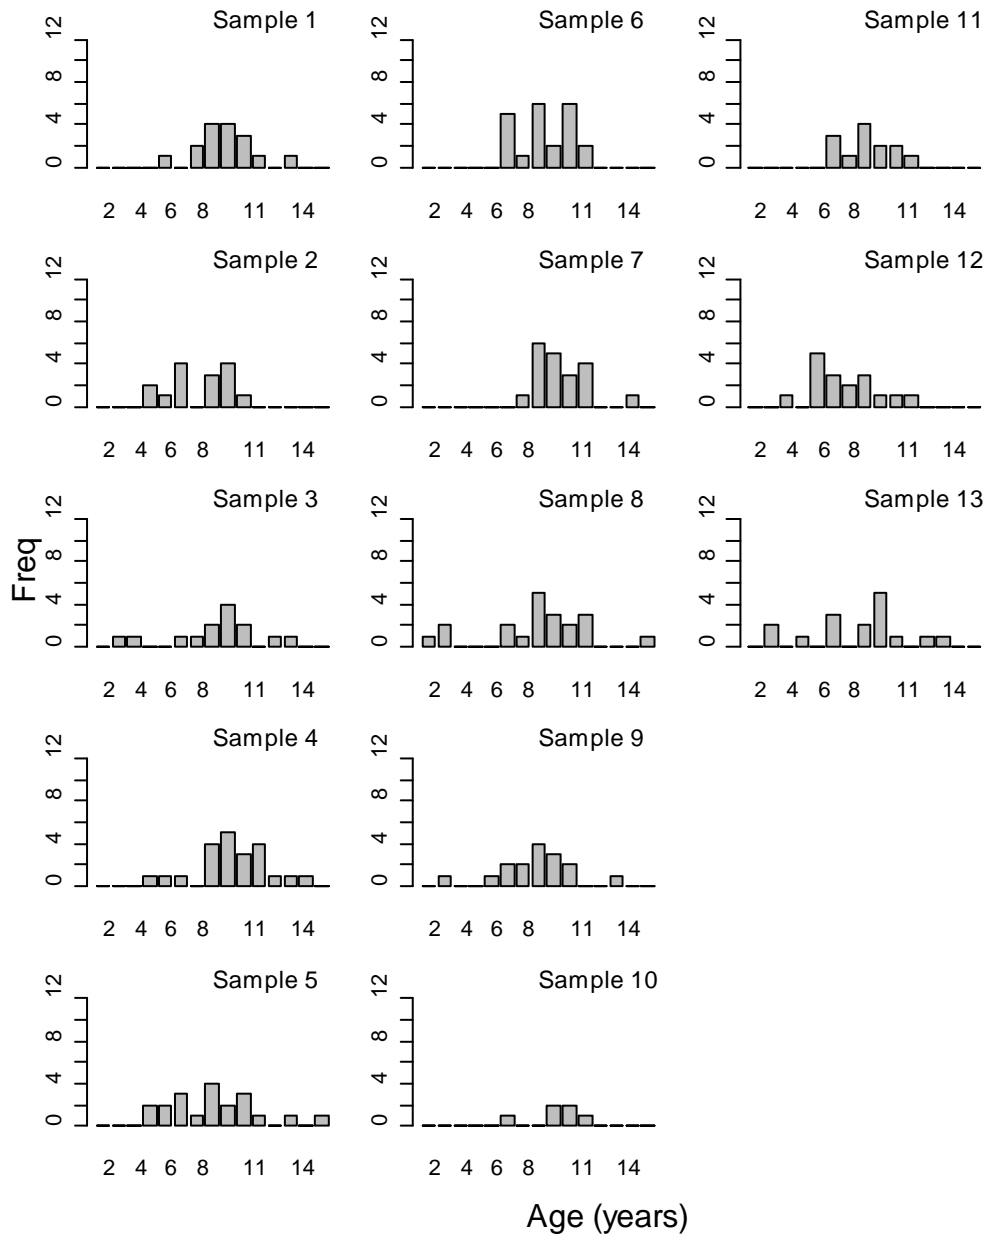 Sample 1
12
8
4
0
2 4 6 8 11 14
Sample 6
12
8
4
0
2 4 6 8 11 14
Sample 11
12
8
4
0
2 4 6 8 11 14
Sample 2
12
8
4
0
2 4 6 8 11 14
Sample 7
12
8
4
0
2 4 6 8 11 14
Sample 12
12
8
4
0
2 4 6 8 11 14
Sample 3
12
8
4
0
2 4 6 8 11 14
Sample 8
12
8
4
0
2 4 6 8 11 14
Sample 13
12
8
4
0
2 4 6 8 11 14
Freq
Sample 4
12
8
4
0
2 4 6 8 11 14
Sample 9
12
8
4
0
2 4 6 8 11 14
Sample 5
12
8
4
0
2 4 6 8 11 14
Sample 10
12
8
4
0
2 4 6 8 11 14
Age (years)